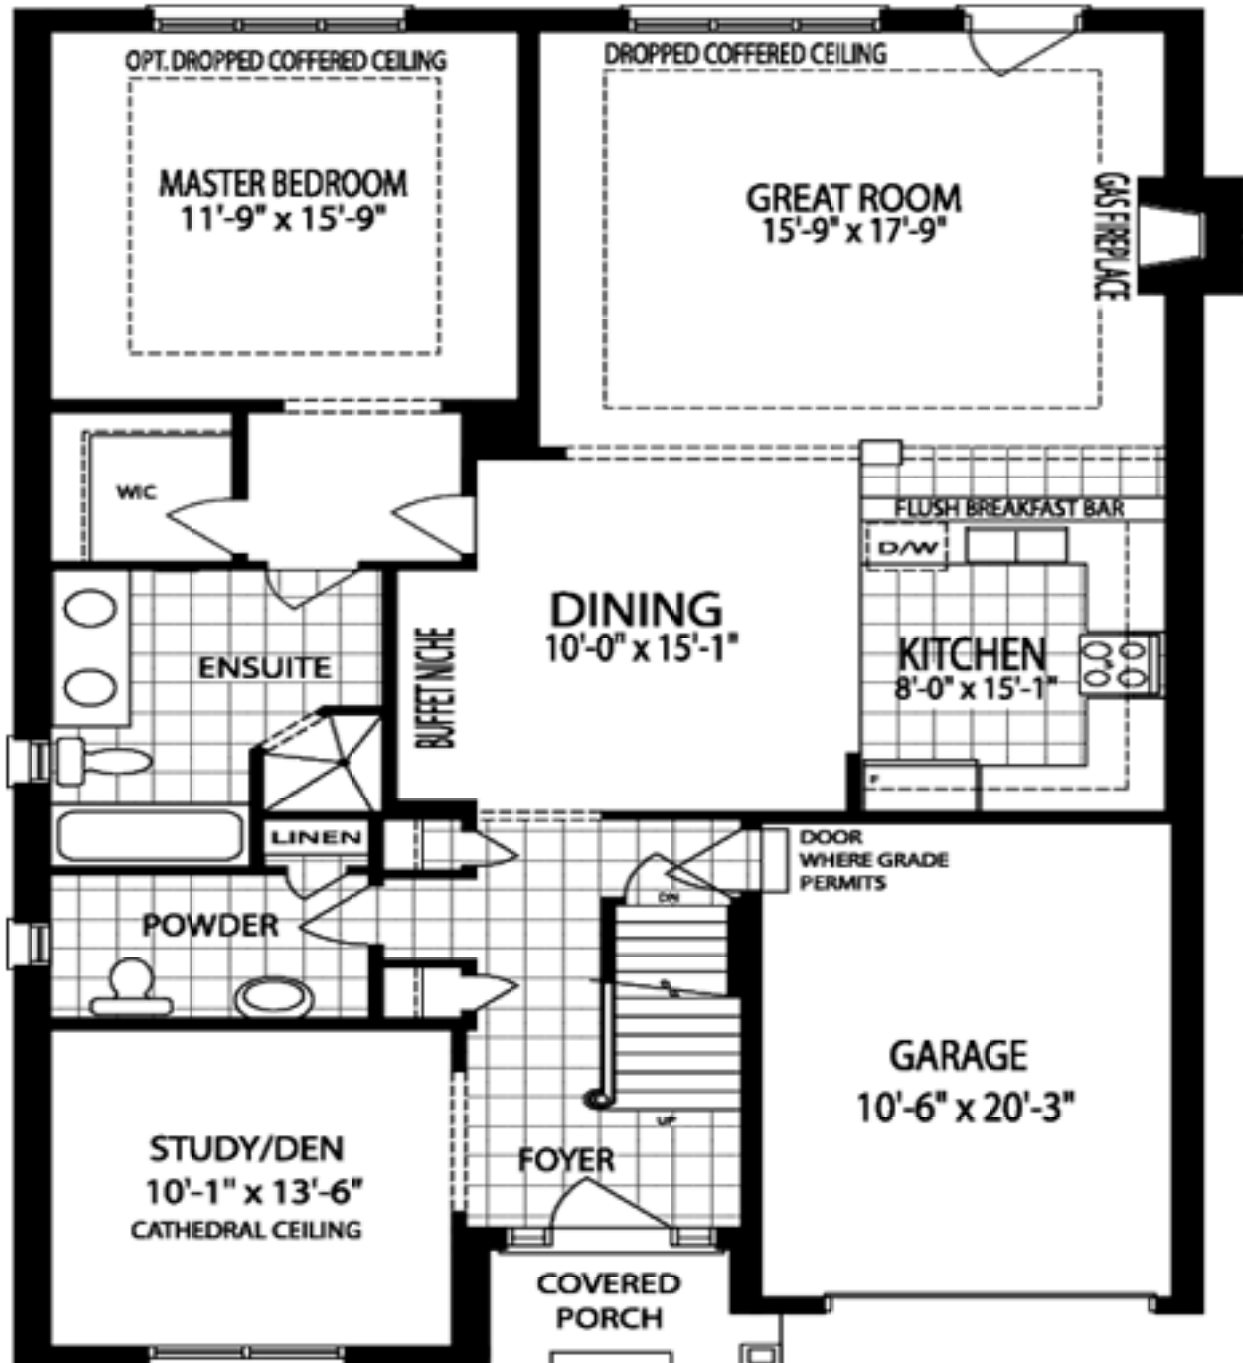 OPT. DROPPED COFFERED CEILING
DROPPED COFFERED CEILING
MASTER BEDROOM
11'-9" x 15'-9"
GREAT ROOM
15'-9" x 17'-9"
GAS FIREPLACE
WIC
FLUSH BREAKFAST BAR
D/W
DINING
10'-0" x 15'-1"
KITCHEN
8'-0" x 15'-1"
ENSUITE
BUFFET NICHE
F
LINEN
DOOR
WHERE GRADE
PERMITS
DN
POWDER
GARAGE
10'-6" x 20'-3"
UP
STUDY/DEN
10'-1" x 13'-6"
CATHEDRAL CEILING
FOYER
COVERED
PORCH